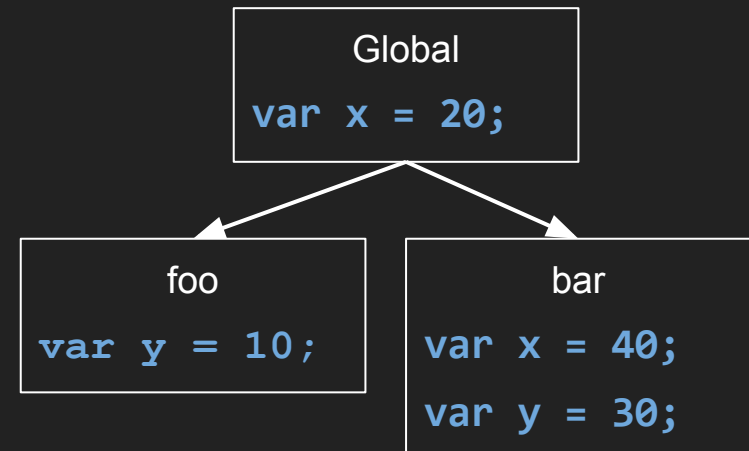 Global
var x = 20;
foo
var y = 10;
bar
var x = 40;
var y = 30;